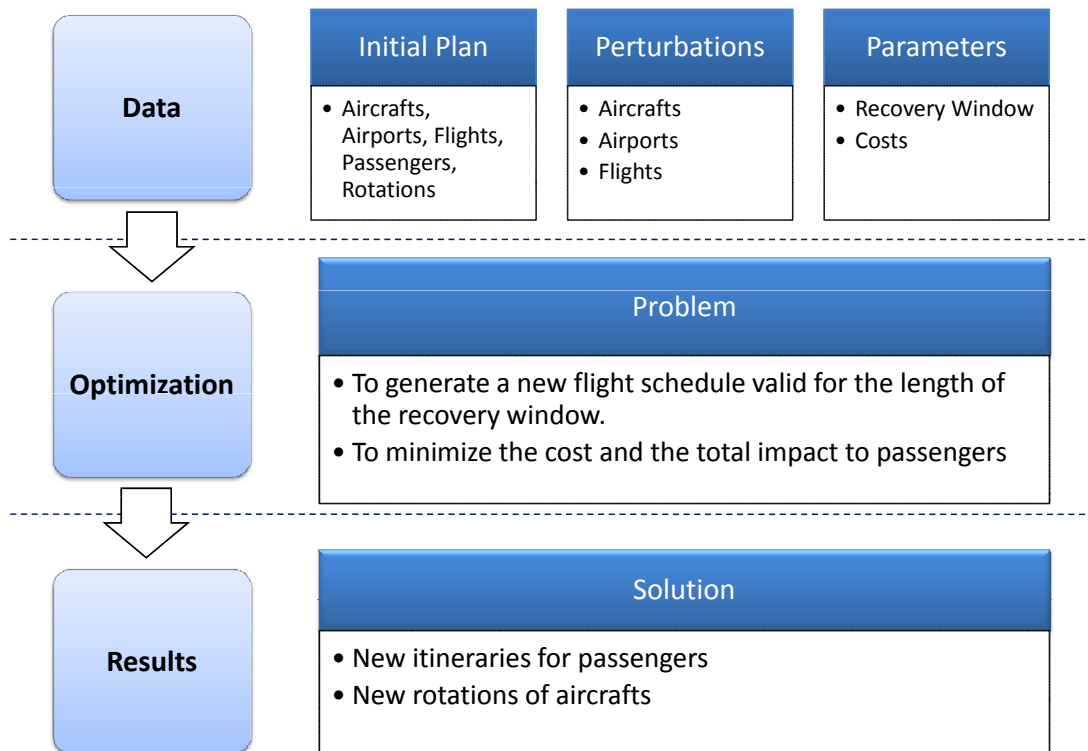 Data
Initial Plan
• Aircrafts,
Airports, Flights,
Passengers,
Rotations
Perturbations
• Aircrafts
• Airports
• Flights
Parameters
• Recovery Window
• Costs
Optimization
Problem
• To generate a new flight schedule valid for the length of
the recovery window.
• To minimize the cost and the total impact to passengers
Results
Solution
• New itineraries for passengers
• New rotations of aircrafts